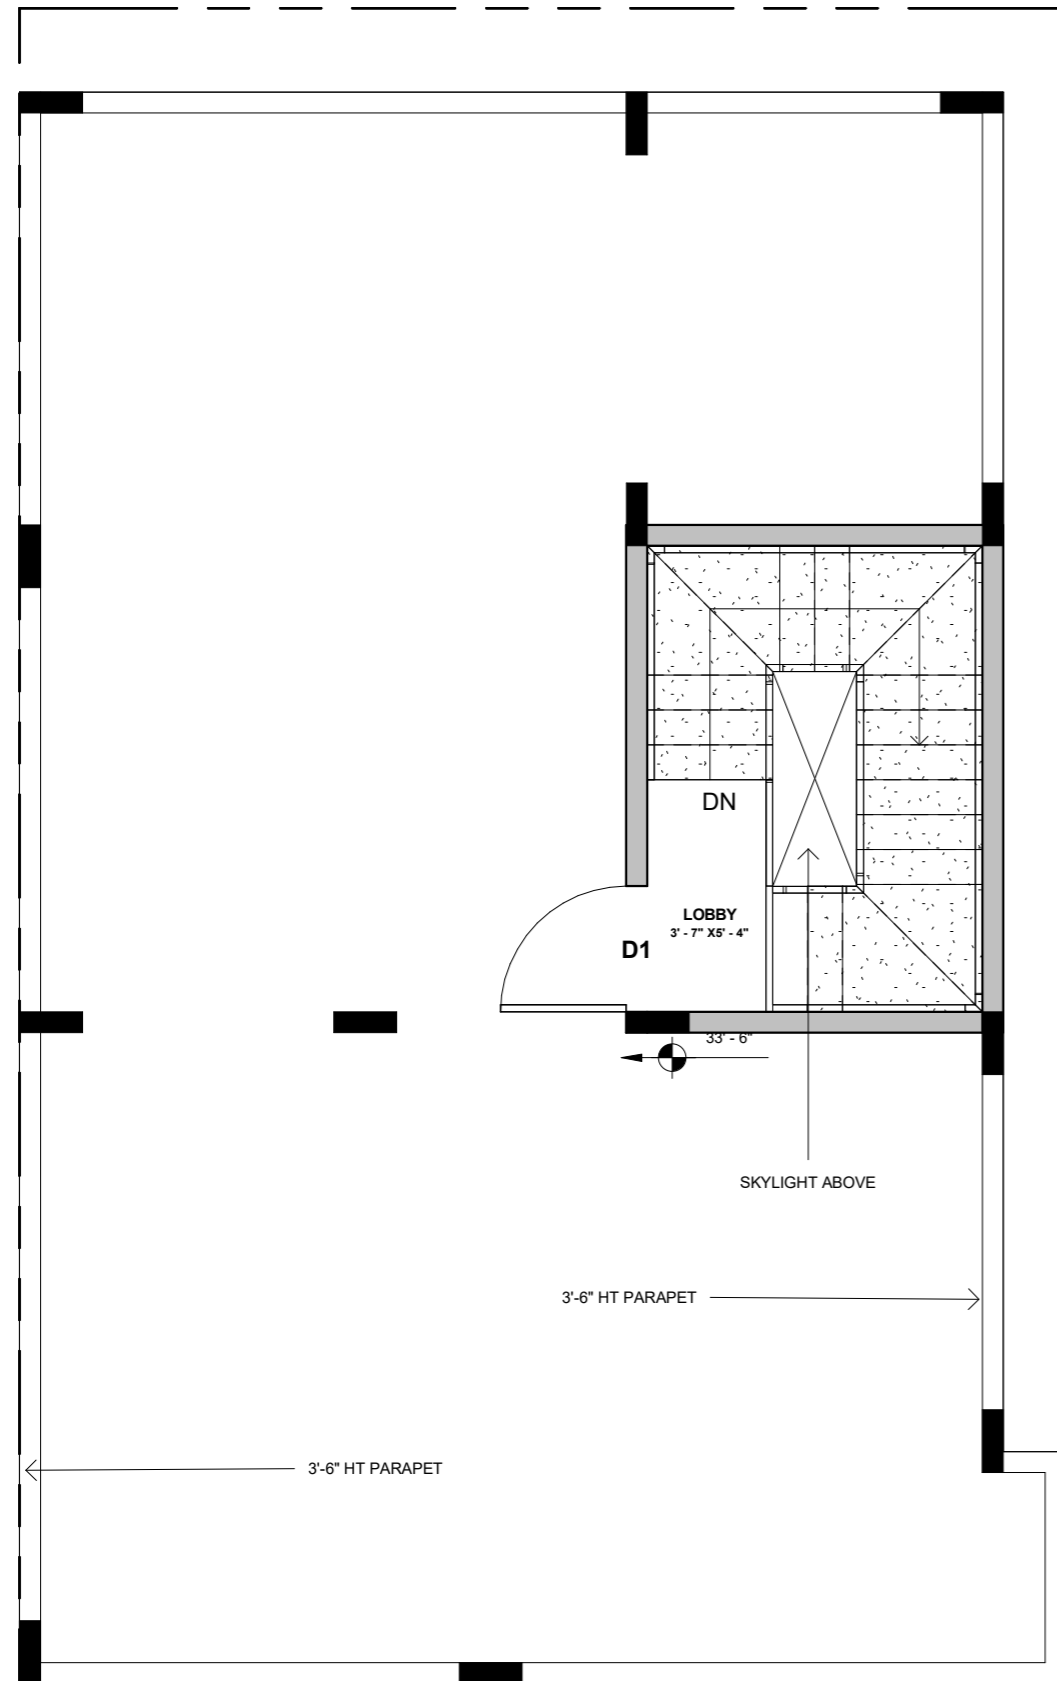 DN
LOBBY
3' - 7" X5' - 4"
D1
33' - 6"
SKYLIGHT ABOVE
3'-6" HT PARAPET
3'-6" HT PARAPET